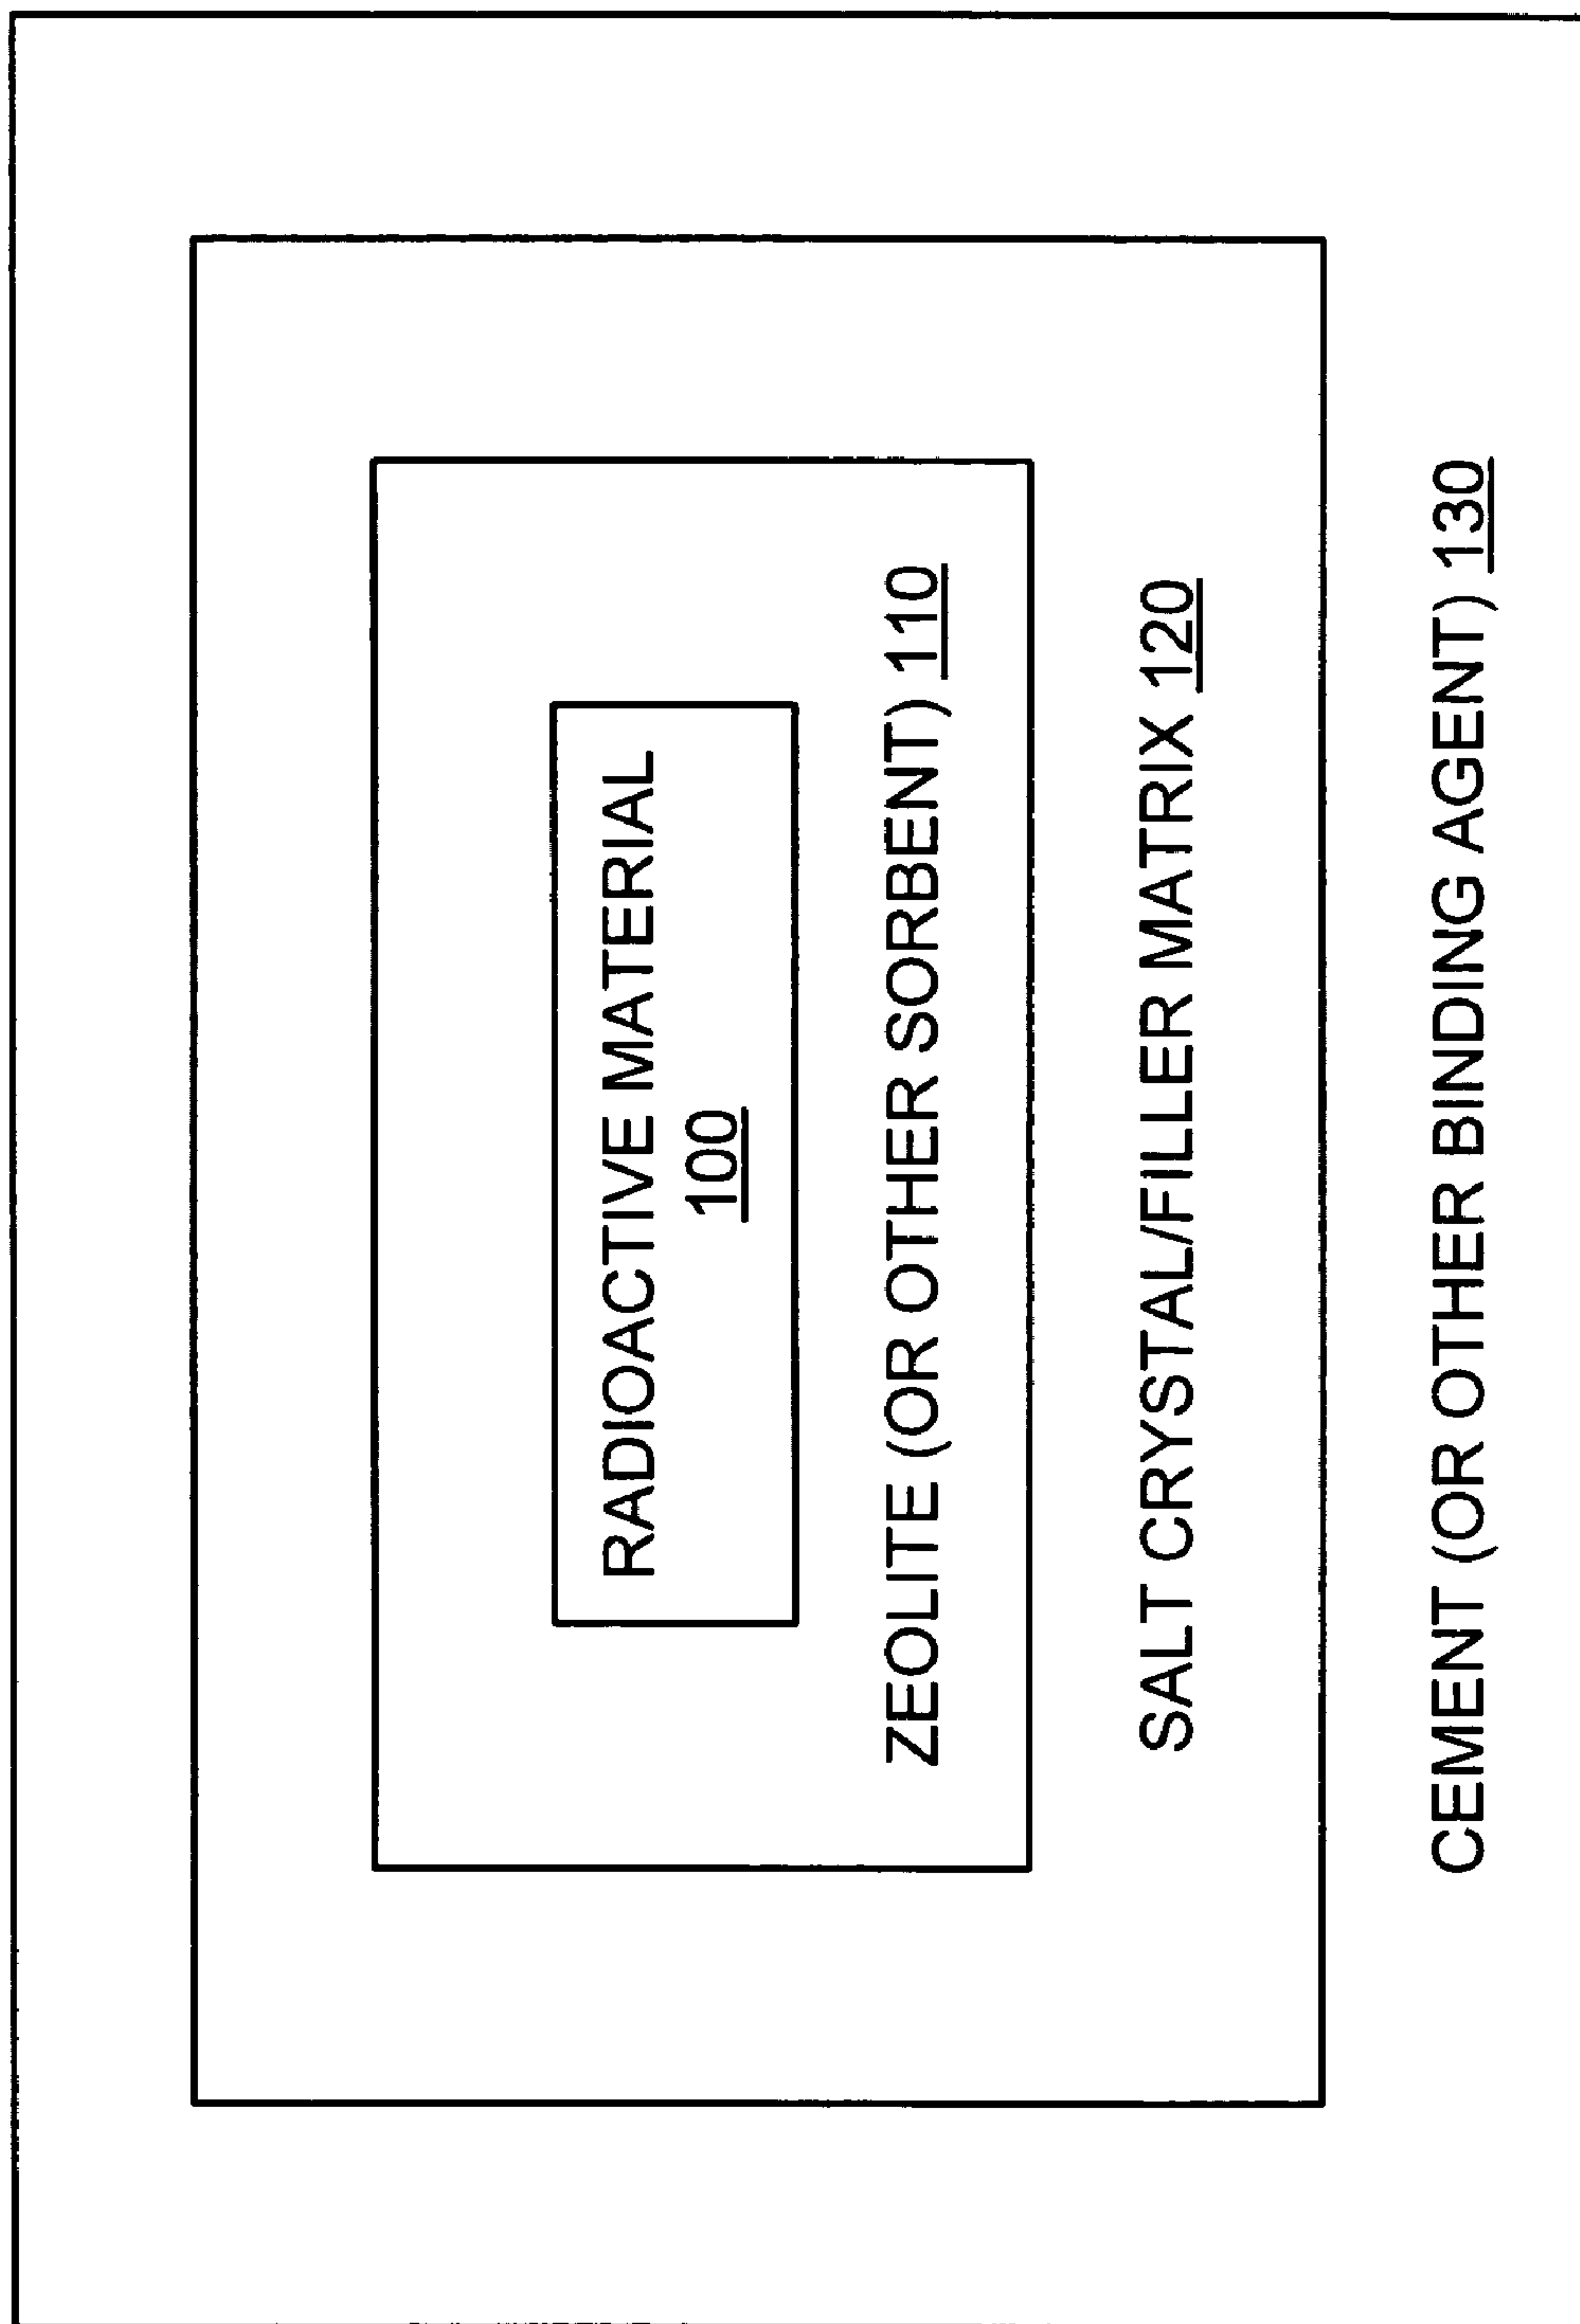 RADIOACTIVE MATERIAL
100
ZEOLITE (OR OTHER SORBENT) 110
SALT CRYSTAL/FILLER MATRIX 120
CEMENT (OR OTHER BINDING AGENT) 130